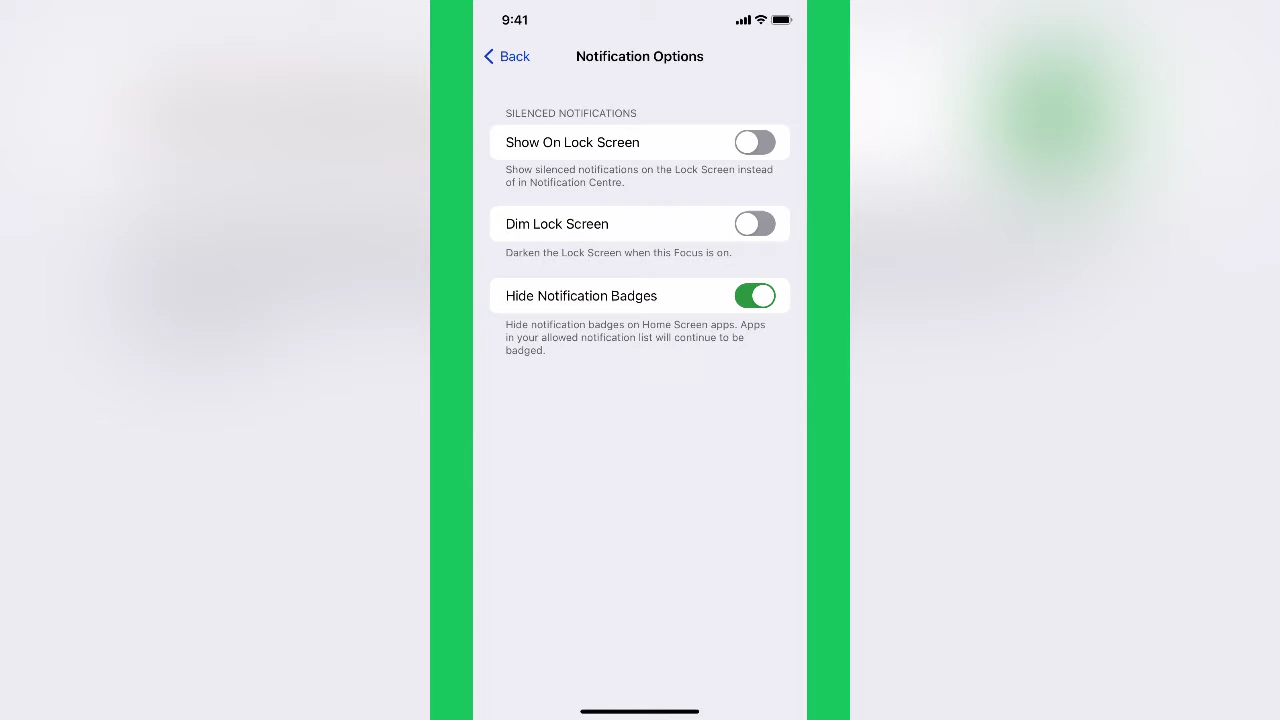 9:41
Back
Notification Options
SILENCED NOTIFICATIONS
Show On Lock Screen
Show silenced notifications on the Lock Screen instead
of in Notification Centre.
Dim Lock Screen
Darken the Lock Screen when this Focus is on.
Hide Notification Badges
Hide notification badges on Home Screen apps. Apps
in your allowed notification list will continue to be
badged.